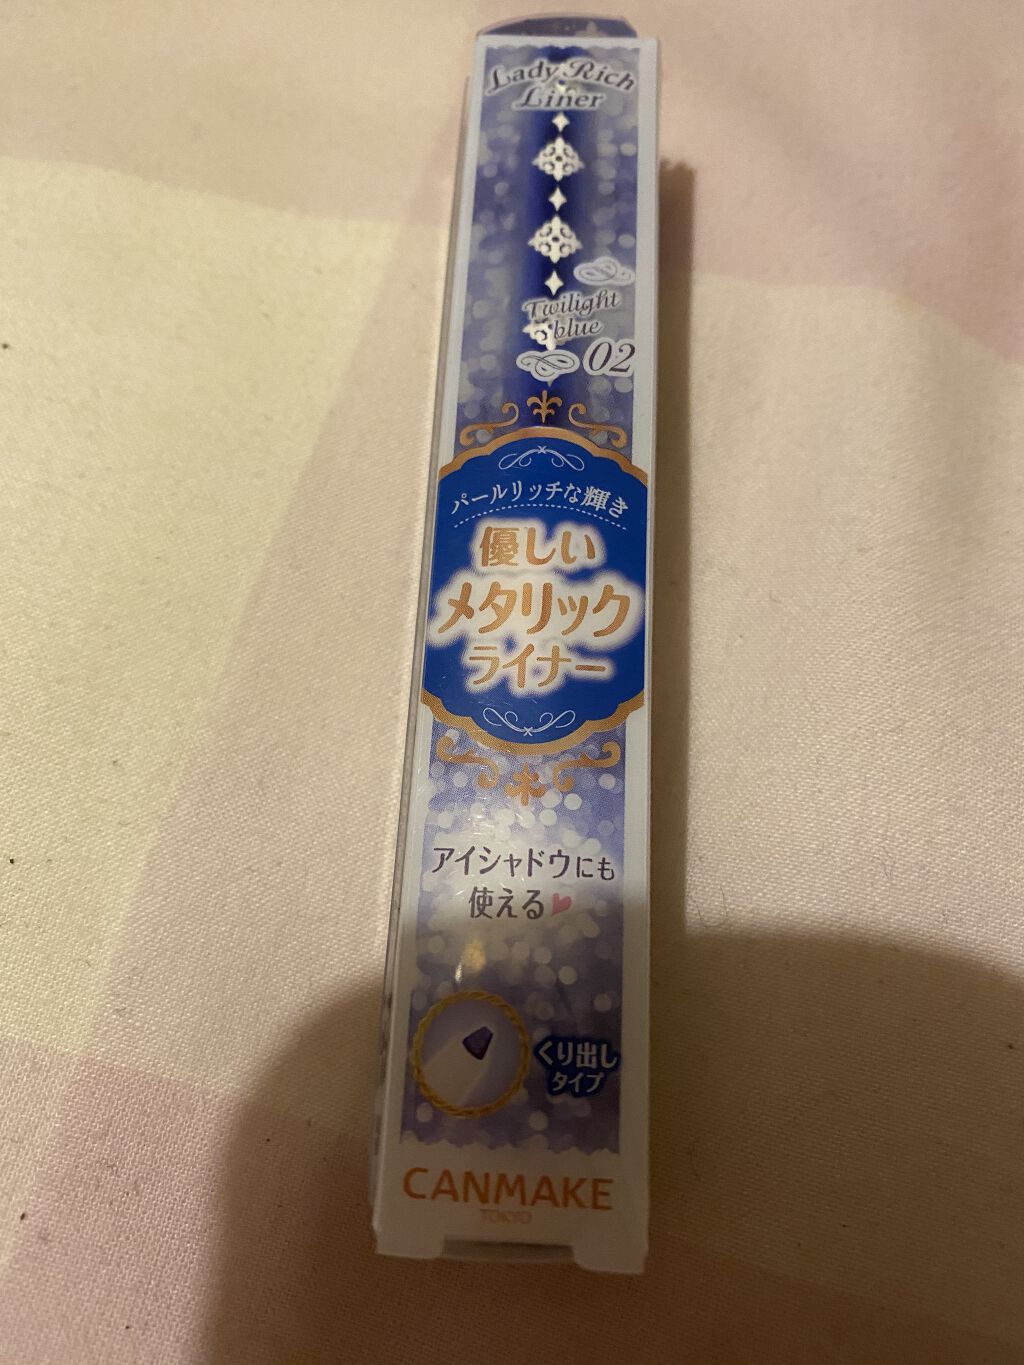 Lady Rich
Liner
Twilight
blue
02
パールリッチな輝き
優しい
メタリック
ライナー
アイシャドウにも
使える
くり出し
タイプ
CANMAKE
TOKYO